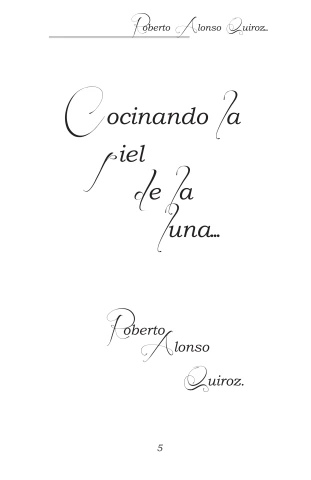 Roberto Alonso Quiroz..
Cocinando la
piel
de la
luna...
Roberto
Alonso
Quiroz.
5